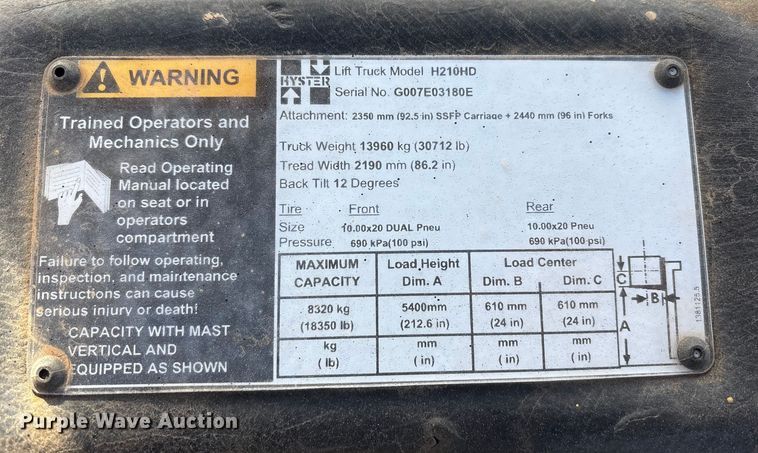 WARNING
Trained Operators and
Mechanics Only
Read Operating
Manual located
on seat or in
operators
compartment
Failure to follow operating,
inspection, and maintenance
instructions can cause
serious injury or death!
CAPACITY WITH MAST
VERTICAL AND
EQUIPPED AS SHOWN
HYSTER
Lift Truck Model H210HD
Serial No. G007E03180E
Attachment: 2350 mm (92.5 in) SSFP Carriage + 2440 mm (96 in) Forks
Truck Weight 13960 kg (30712 lb)
Tread Width 2190 mm (86.2 in)
Back Tilt 12 Degrees
Tire Front Rear
Size 10.00x20 DUAL Pneu 10.00x20 Pneu
Pressure 690 kPa(100 psi) 690 kPa(100 psi)
MAXIMUM Load Height Load Center
CAPACITY Dim. A Dim. B Dim. C
8320 kg 5400mm 610 mm 610 mm
(18350 lb) (212.6 in) (24 in) (24 in)
kg mm mm mm
( lb) ( in) ( in) ( in)
C
B
A
1381125.5
Purple Wave Auction